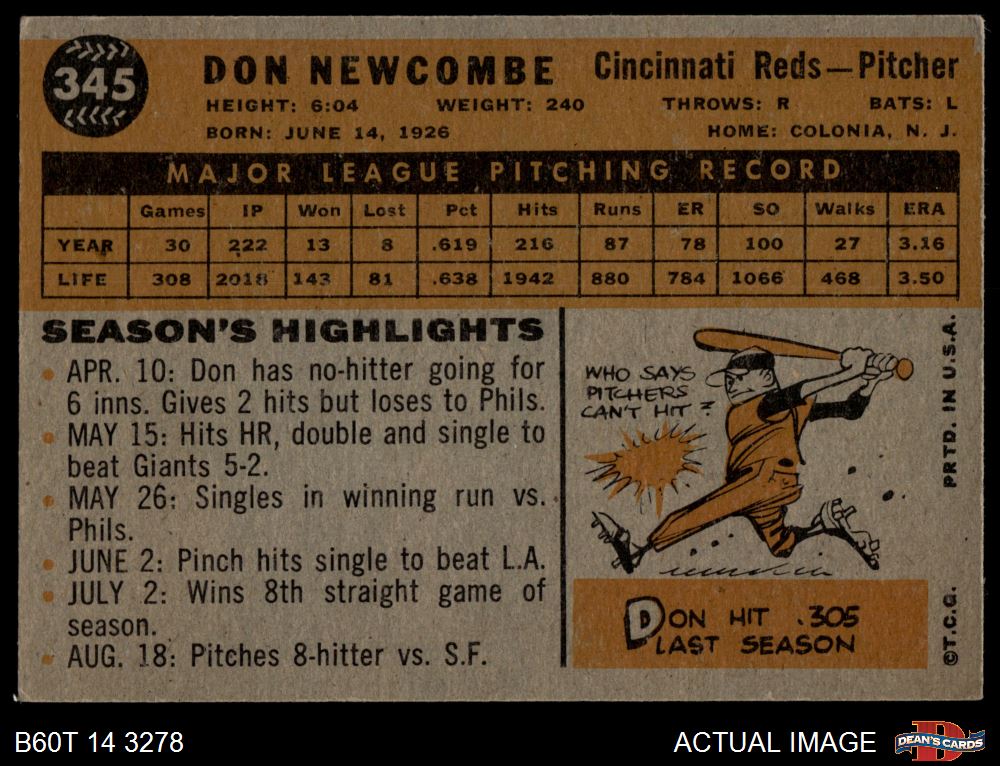 345
DON NEWCOMBE Cincinnati Reds—Pitcher
HEIGHT: 6:04 WEIGHT: 240 THROWS: R BATS: L
BORN: JUNE 14, 1926 HOME: COLONIA, N. J.
MAJOR LEAGUE PITCHING RECORD
Games IP Won Lost Pct Hits Runs ER SO Walks ERA
YEAR 30 222 13 8 .619 216 87 78 100 27 3.16
LIFE 308 2018 143 81 .638 1942 880 784 1066 468 3.50
SEASON'S HIGHLIGHTS
• APR. 10: Don has no-hitter going for
6 inns. Gives 2 hits but loses to Phils.
• MAY 15: Hits HR, double and single to
beat Giants 5-2.
• MAY 26: Singles in winning run vs.
Phils.
• JUNE 2: Pinch hits single to beat L.A.
• JULY 2: Wins 8th straight game of
season.
• AUG. 18: Pitches 8-hitter vs. S.F.
WHO SAYS
PITCHERS
CAN'T HIT?
DON HIT .305
LAST SEASON
©T.C.G. PRTD. IN U.S.A.
B60T 14 3278 ACTUAL IMAGE DEAN'S CARDS